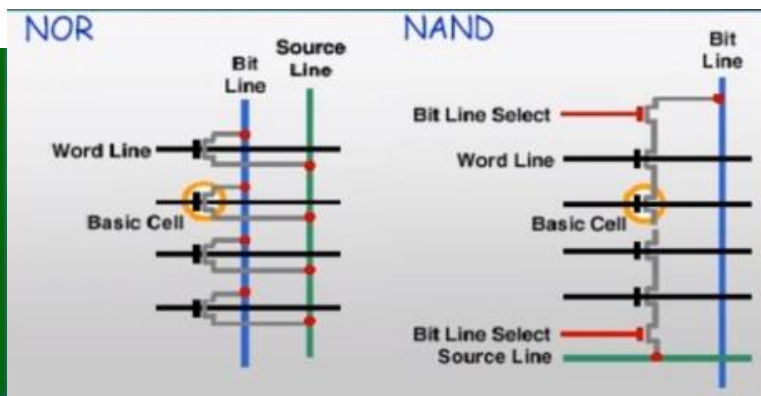 NOR
Bit
Line
Source
Line
Word Line
Basic Cell
NAND
Bit
Line
Bit Line Select
Word Line
Basic Cell
Bit Line Select
Source Line